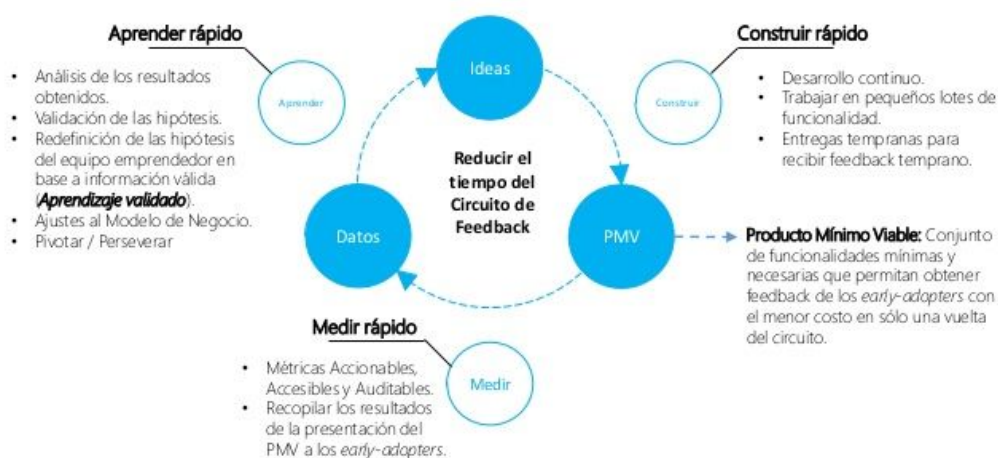 Aprender rápido
• Análisis de los resultados
obtenidos.
• Validación de las hipótesis.
• Redefinición de las hipótesis
del equipo emprendedor en
base a información válida
(Aprendizaje validado).
• Ajustes al Modelo de Negocio.
• Pivotar / Perseverar
Aprender
Ideas
Construir
Construir rápido
• Desarrollo continuo.
• Trabajar en pequeños lotes de
funcionalidad.
• Entregas tempranas para
recibir feedback temprano.
Reducir el
tiempo del
Circuito de
Feedback
Datos
PMV
Producto Mínimo Viable: Conjunto
de funcionalidades mínimas y
necesarias que permitan obtener
feedback de los early-adopters con
el menor costo en sólo una vuelta
del circuito.
Medir rápido
• Métricas Accionables,
Accesibles y Auditables.
• Recopilar los resultados
de la presentación del
PMV a los early-adopters.
Medir